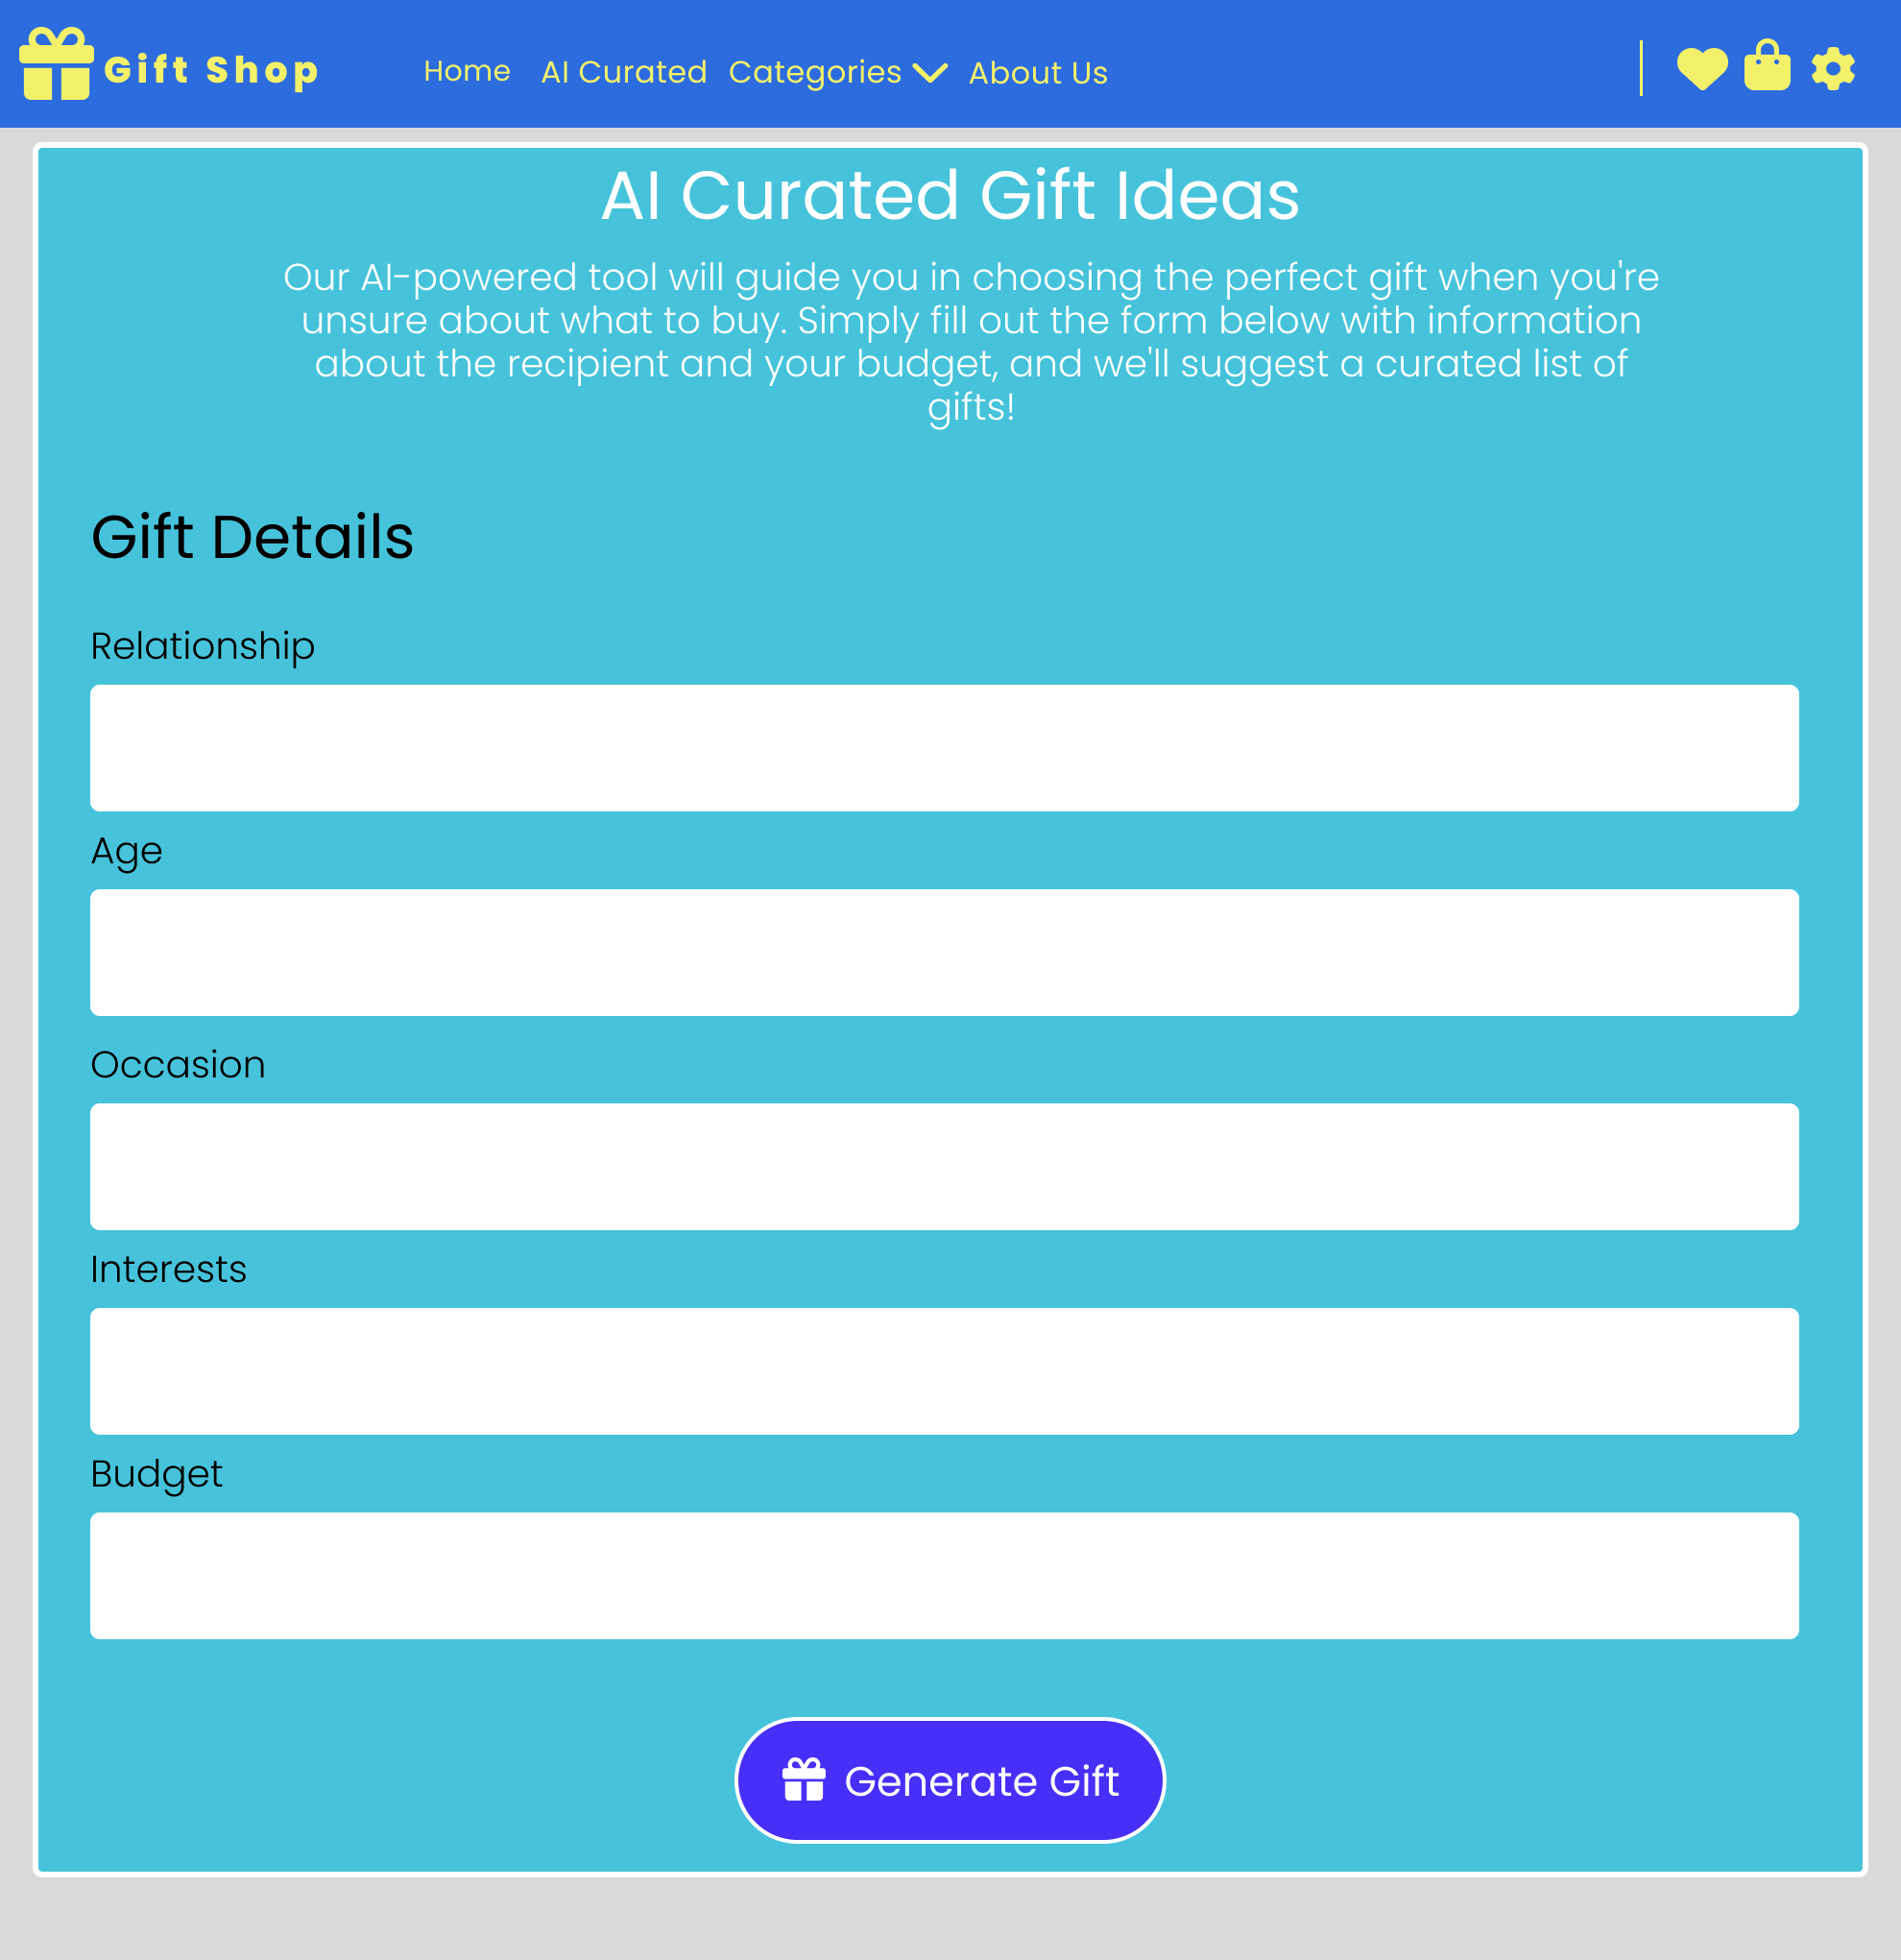 Gift Shop
Home AI Curated Categories About Us
AI Curated Gift Ideas
Our AI-powered tool will guide you in choosing the perfect gift when you're
unsure about what to buy. Simply fill out the form below with information
about the recipient and your budget, and we'll suggest a curated list of
gifts!
Gift Details
Relationship
Age
Occasion
Interests
Budget
Generate Gift